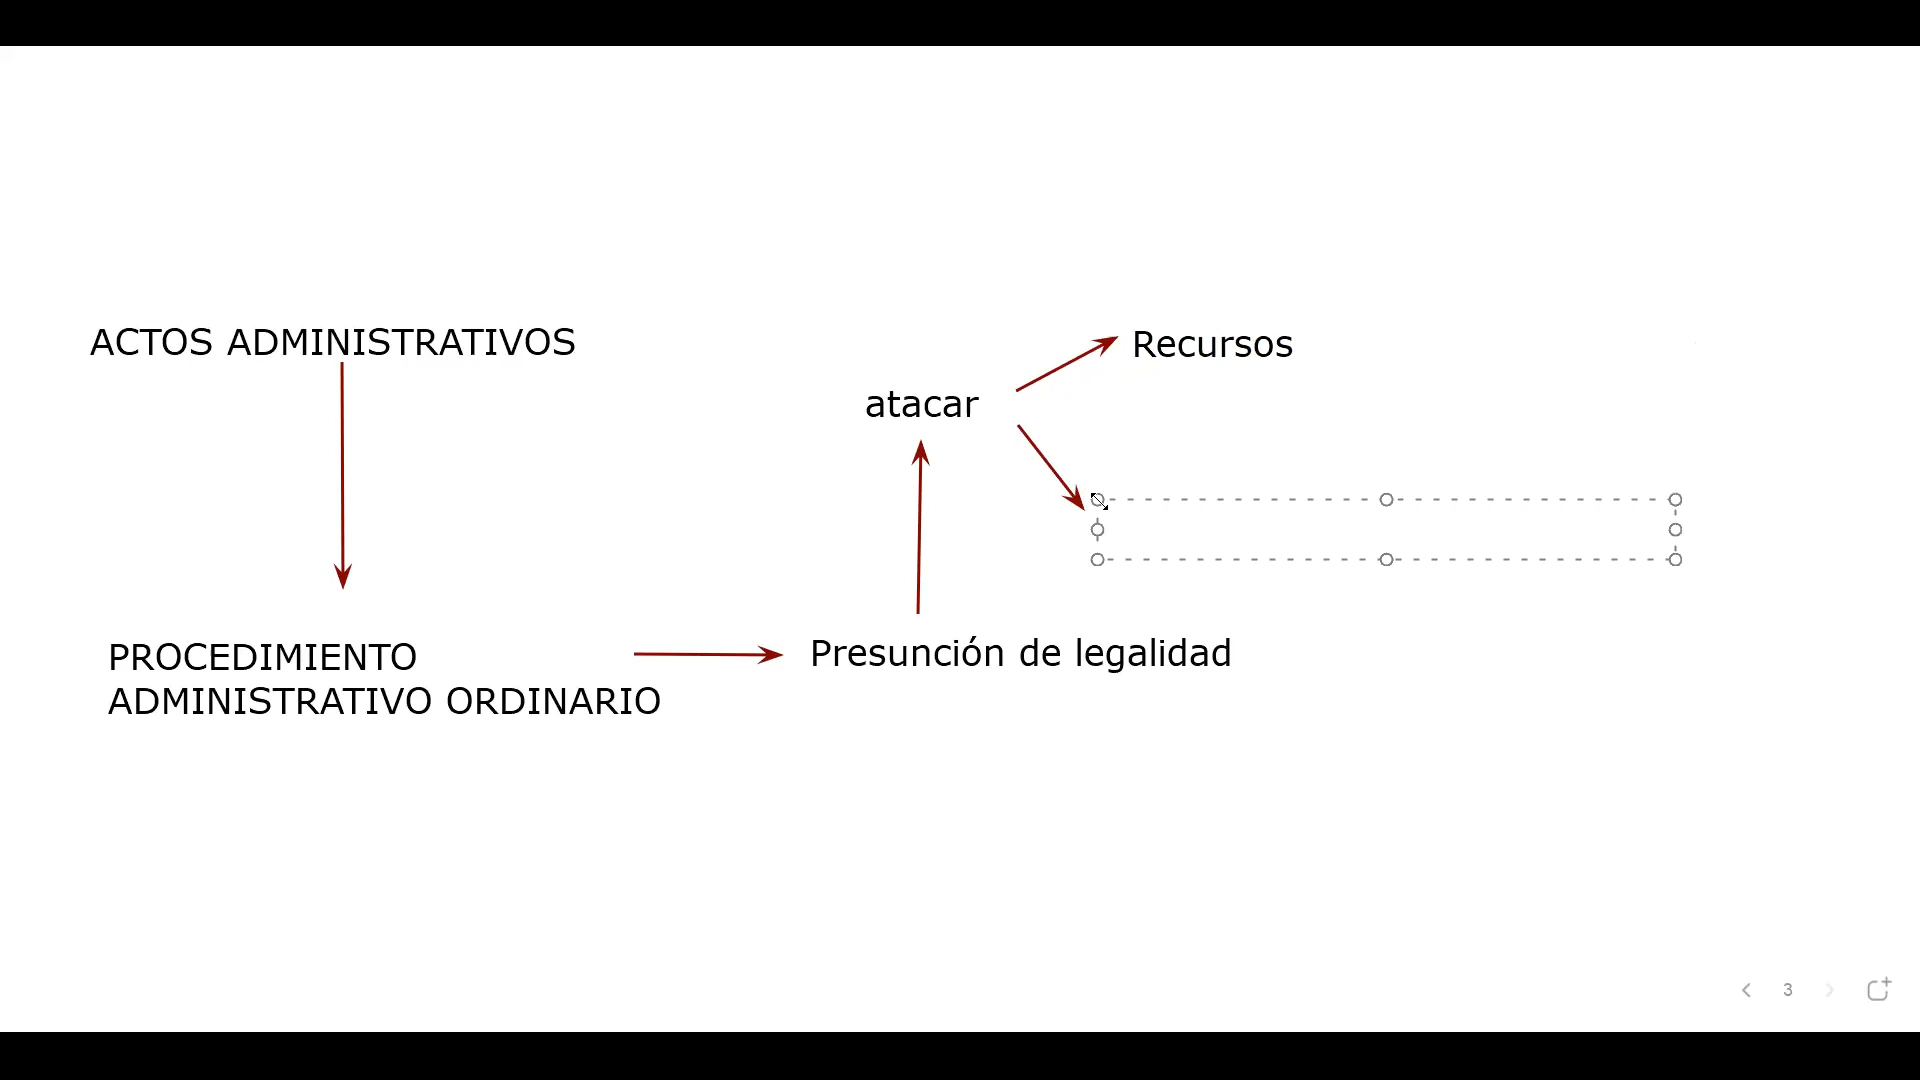 ACTOS ADMINISTRATIVOS
Recursos
atacar
PROCEDIMIENTO
ADMINISTRATIVO ORDINARIO
Presunción de legalidad
3